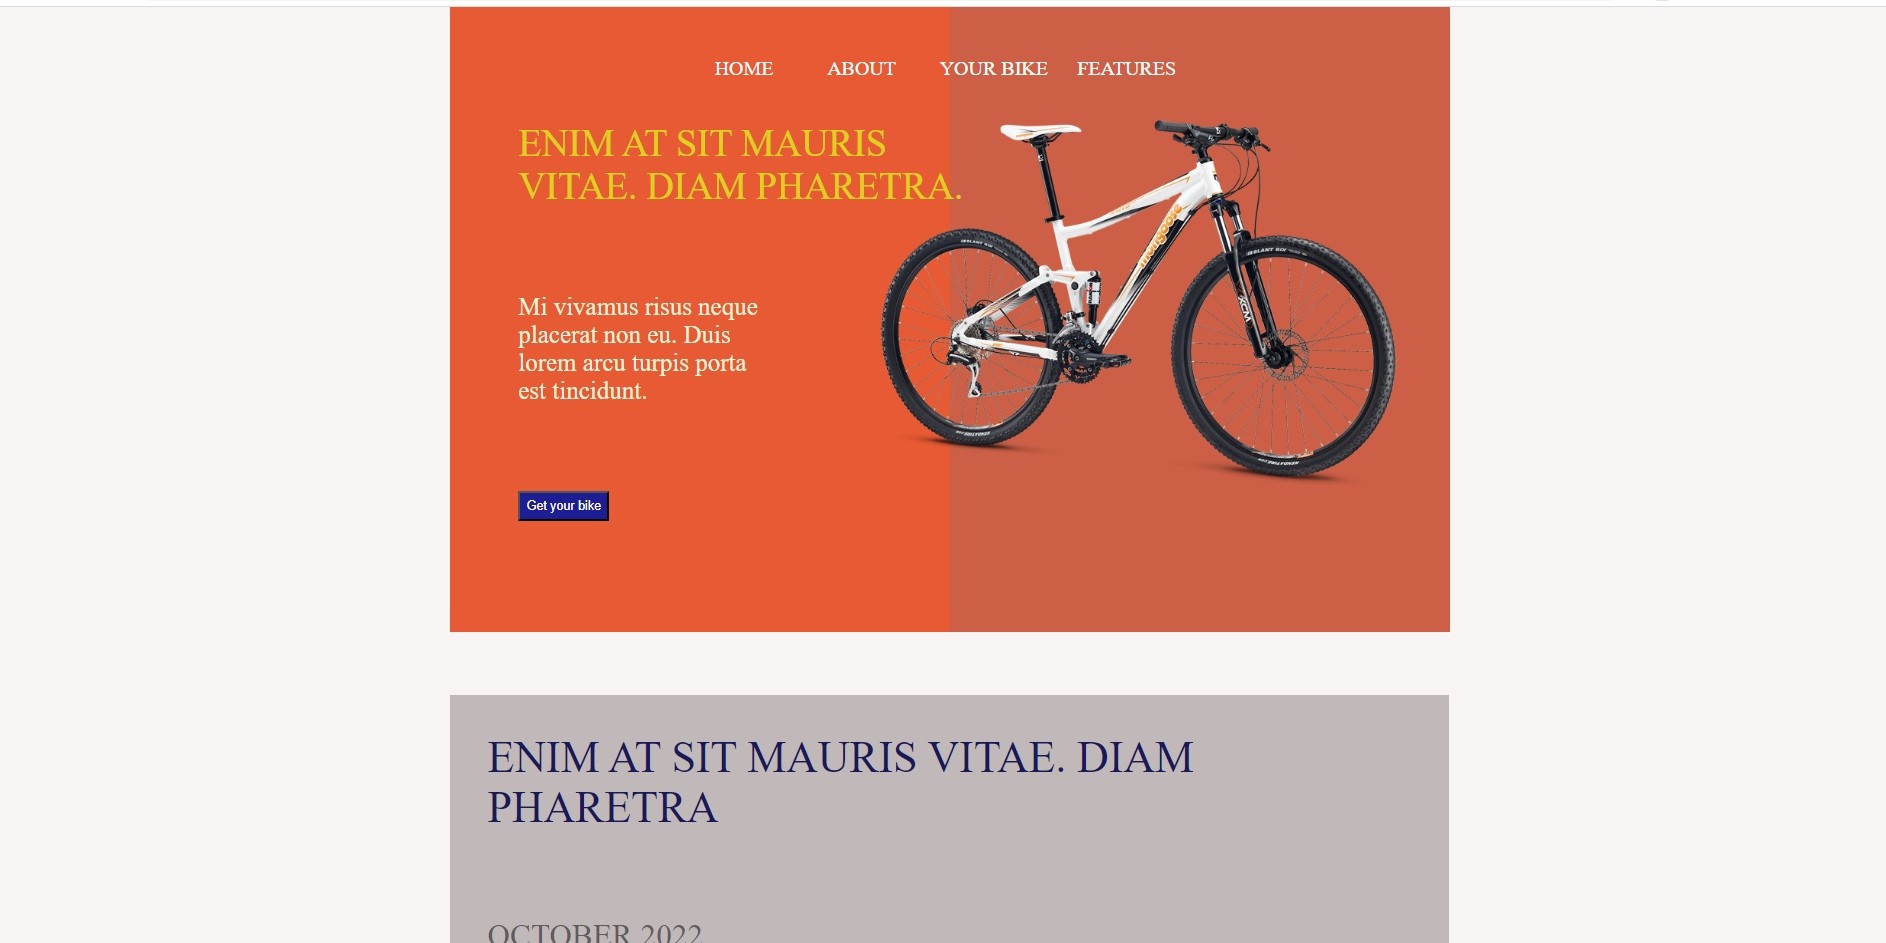 HOME ABOUT YOUR BIKE FEATURES
ENIM AT SIT MAURIS
VITAE. DIAM PHARETRA.
mongoose
XCM
Mi vivamus risus neque
placerat non eu. Duis
lorem arcu turpis porta
est tincidunt.
Get your bike
ENIM AT SIT MAURIS VITAE. DIAM
PHARETRA
OCTOBER 2022